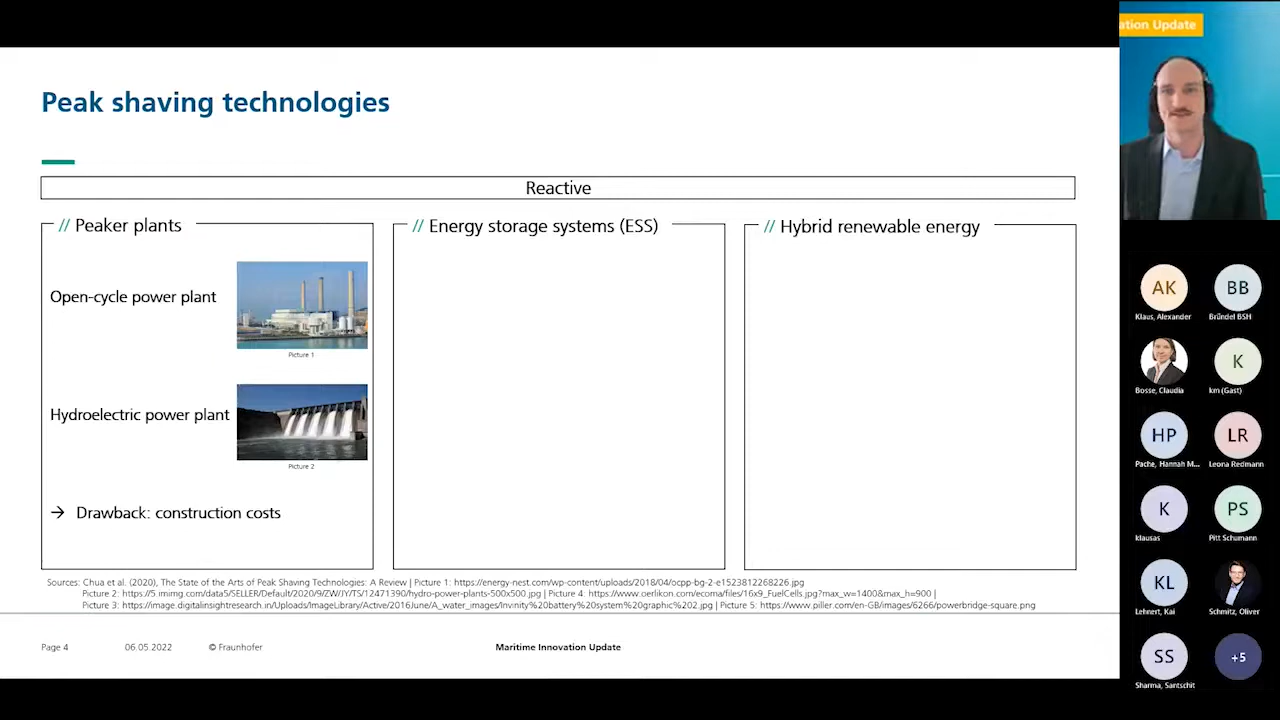 Peak shaving technologies
Reactive
// Peaker plants
Open-cycle power plant
Picture 1
Hydroelectric power plant
Picture 2
→ Drawback: construction costs
// Energy storage systems (ESS)
// Hybrid renewable energy
Sources: Chua et al. (2020), The State of the Arts of Peak Shaving Technologies: A Review | Picture 1: https://energy-nest.com/wp-content/uploads/2018/04/ocpp-bg-2-e1523812268226.jpg
Picture 2: https://5.imimg.com/data5/SELLER/Default/2020/9/ZW/JY/TS/12471390/hydro-power-plants-500x500.jpg | Picture 4: https://www.oerlikon.com/ecoma/files/16x9_FuelCells.jpg?max_w=1400&max_h=900 |
Picture 3: https://image.digitalinsightresearch.in/Uploads/ImageLibrary/Active/2016June/A_water_images/Invinity%20battery%20system%20graphic%202.jpg | Picture 5: https://www.piller.com/en-GB/images/6266/powerbridge-square.png
Page 4
06.05.2022
© Fraunhofer
Maritime Innovation Update
ation Update
AK
Klaus, Alexander
BB
Bründel BSH
Bosse, Claudia
K
km (Gast)
HP
Pache, Hannah M...
LR
Leona Redmann
K
klausas
PS
Pitt Schumann
KL
Lehnert, Kai
Schmitz, Oliver
SS
Sharma, Santschit
+5